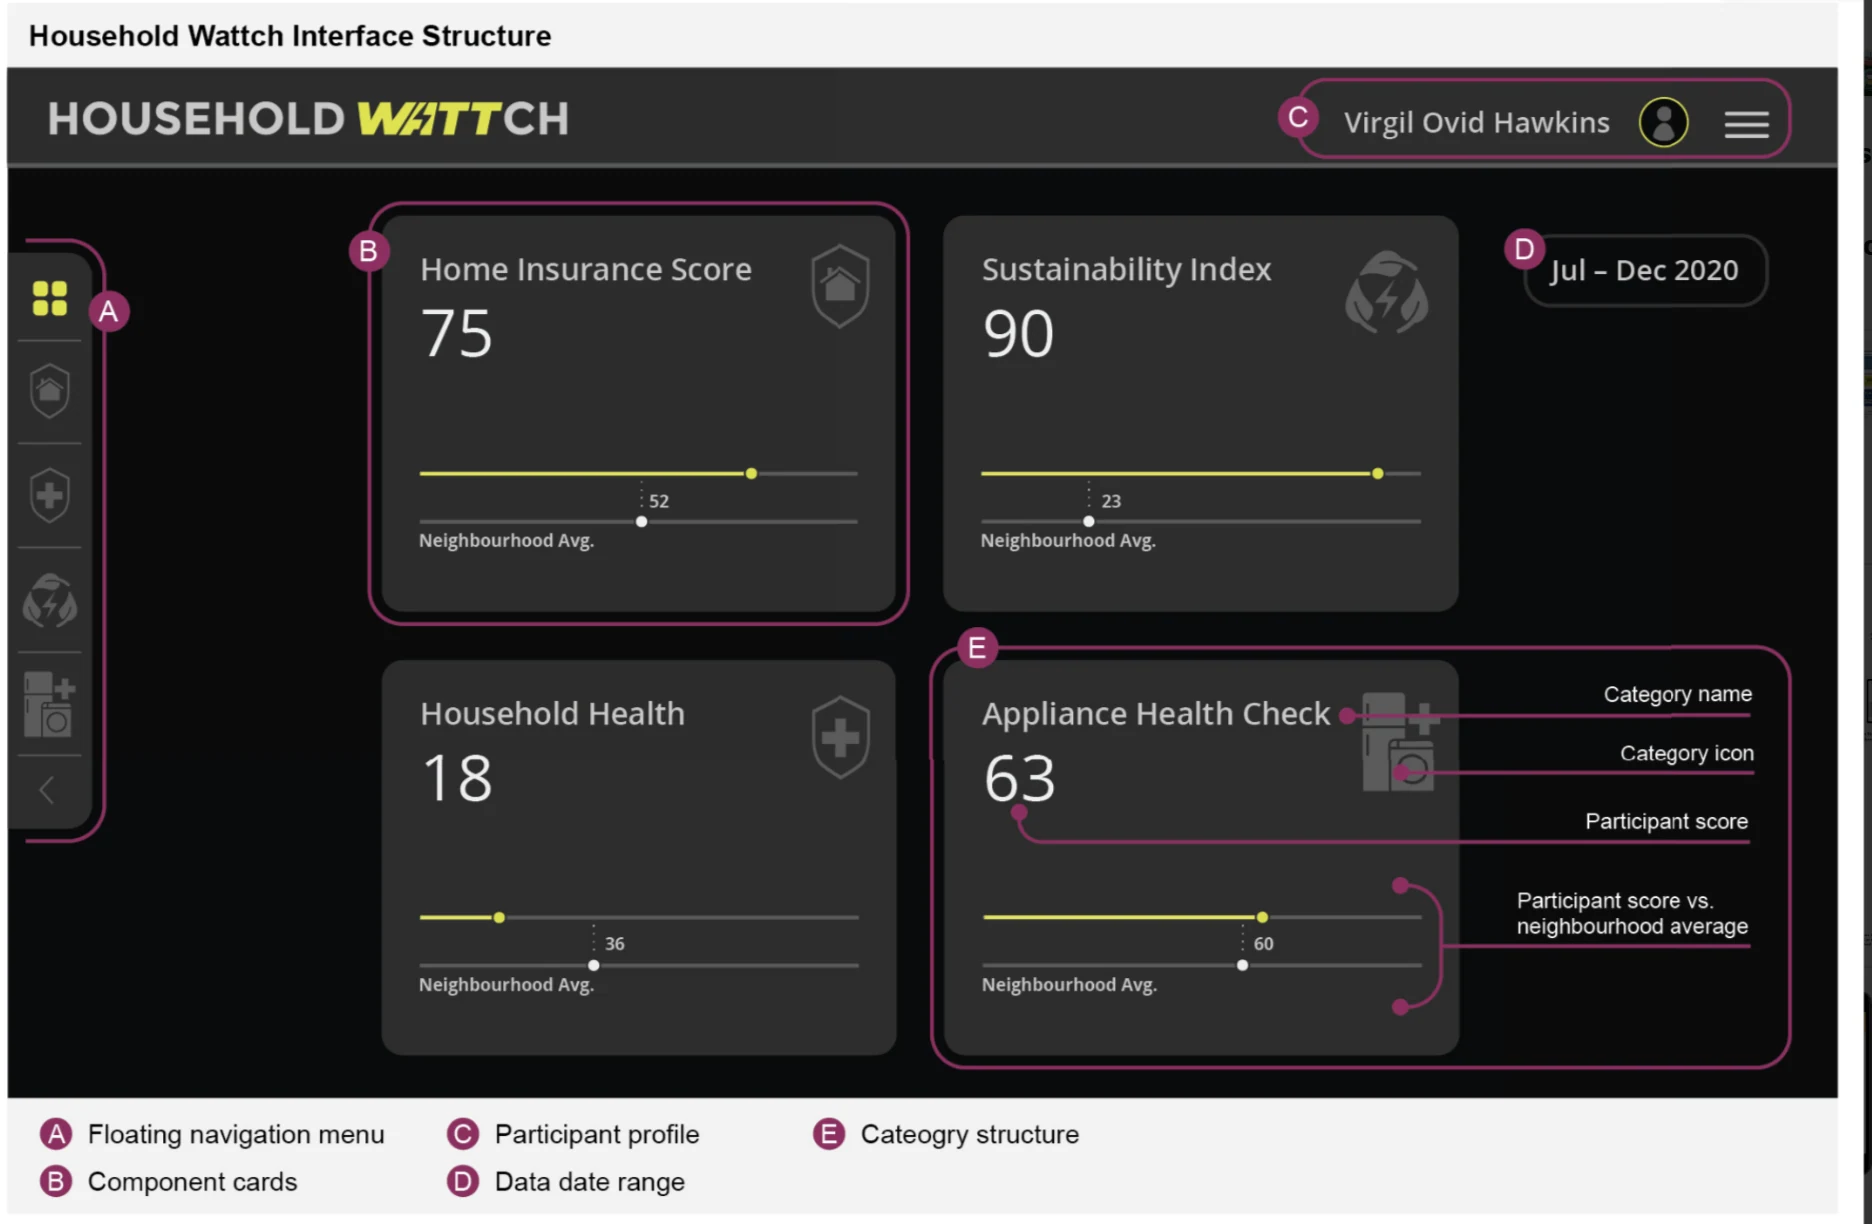 Household Wattch Interface Structure
HOUSEHOLD WATTCH
C
Virgil Ovid Hawkins
A
B
Home Insurance Score
75
52
Neighbourhood Avg.
Sustainability Index
90
23
Neighbourhood Avg.
D
Jul – Dec 2020
Household Health
18
36
Neighbourhood Avg.
E
Appliance Health Check
63
60
Neighbourhood Avg.
Category name
Category icon
Participant score
Participant score vs.
neighbourhood average
A Floating navigation menu
B Component cards
C Participant profile
D Data date range
E Cateogry structure